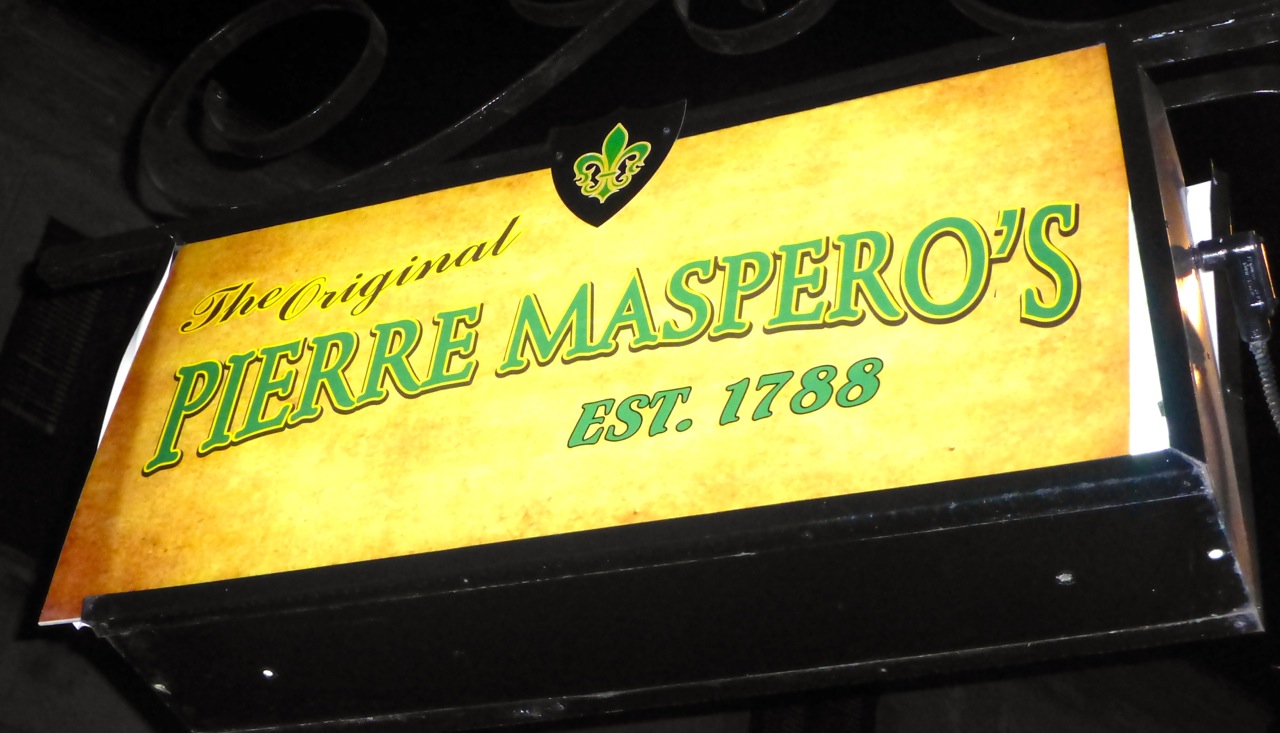 The Original
PIERRE MASPERO'S
EST. 1788